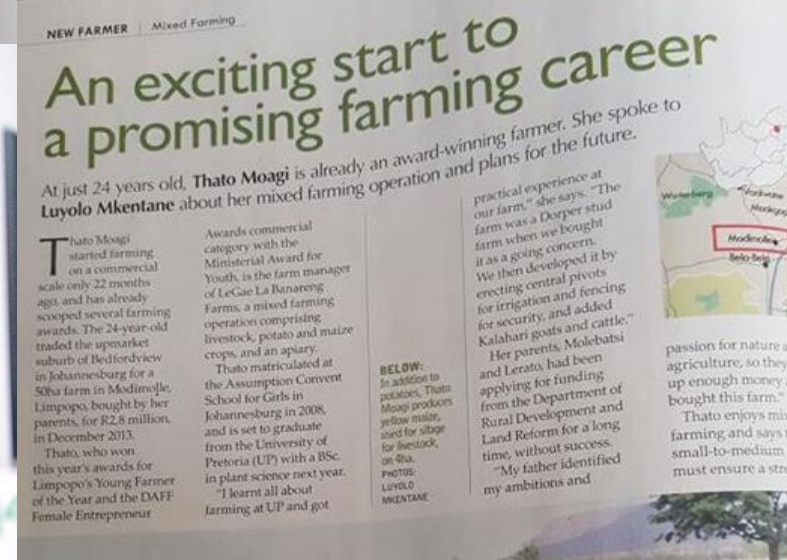 NEW FARMER | Mixed Farming
An exciting start to
a promising farming career
At just 24 years old, Thato Moagi is already an award-winning farmer. She spoke to
Luyolo Mkentane about her mixed farming operation and plans for the future.
Thato Moagi
started farming
on a commercial
scale only 22 months
ago, and has already
scooped several farming
awards. The 24-year-old
traded the upmarket
suburb of Bedfordview
in Johannesburg for a
50ha farm in Modimolle,
Limpopo, bought by her
parents, for R2,8 million,
in December 2013.
Thato, who won
this year's awards for
Limpopo's Young Farmer
of the Year and the DAFF
Female Entrepreneur
Awards commercial
category with the
Ministerial Award for
Youth, is the farm manager
of LeGae La Banareng
Farms, a mixed farming
operation comprising
livestock, potato and maize
crops, and an apiary.
Thato matriculated at
the Assumption Convent
School for Girls in
Johannesburg in 2008,
and is set to graduate
from the University of
Pretoria (UP) with a BSc.
in plant science next year.
"I learnt all about
farming at UP and got
BELOW:
In addition to
potatoes, Thato
Moagi produces
yellow maize,
used for silage
for livestock,
on 4ha.
PHOTOS:
LUYOLO
MKENTANE
practical experience at
our farm," she says. "The
farm was a Dorper stud
farm when we bought
it as a going concern.
We then developed it by
erecting central pivots
for irrigation and fencing
for security, and added
Kalahari goats and cattle."
Her parents, Molebatsi
and Lerato, had been
applying for funding
from the Department of
Rural Development and
Land Reform for a long
time, without success.
"My father identified
my ambitions and
Waterberg
Modimolle
Bela-Bela
passion for nature a
agriculture, so they
up enough money
bought this farm."
Thato enjoys mi
farming and says
small-to-medium
must ensure a stre